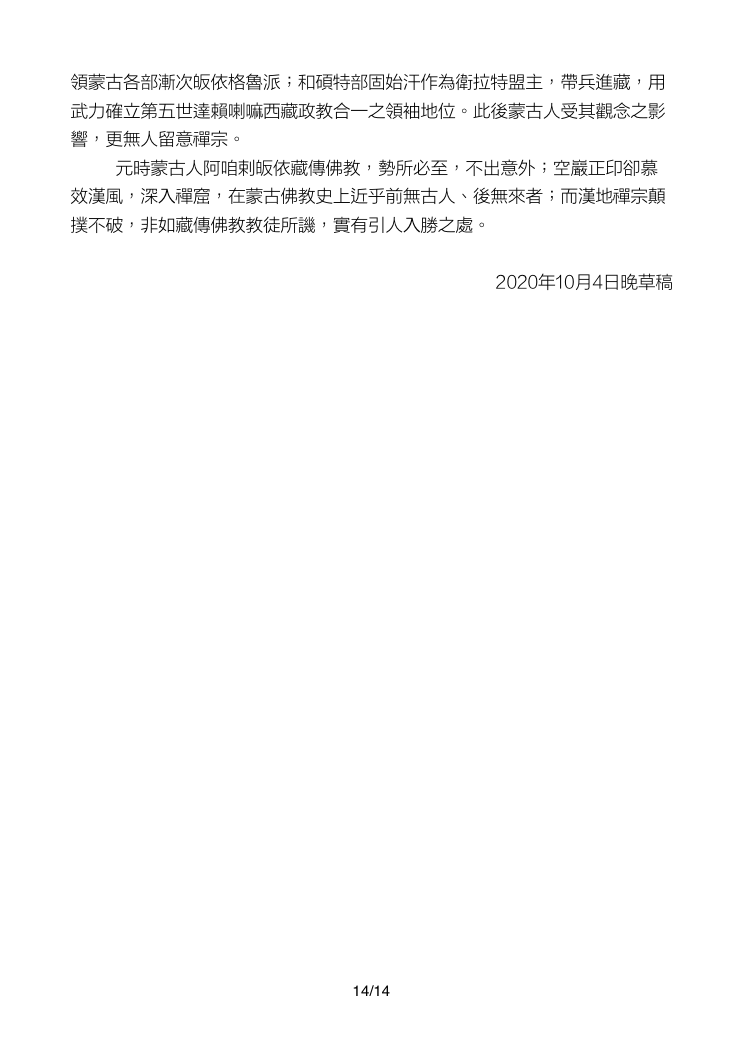 領蒙古各部漸次皈依格魯派；和碩特部固始汗作為衛拉特盟主，帶兵進藏，用
武力確立第五世達賴喇嘛西藏政教合一之領袖地位。此後蒙古人受其觀念之影
響，更無人留意禪宗。
元時蒙古人阿咱剌皈依藏傳佛教，勢所必至，不出意外；空巖正印卻慕
效漢風，深入禪窟，在蒙古佛教史上近乎前無古人、後無來者；而漢地禪宗顛
撲不破，非如藏傳佛教教徒所譏，實有引人入勝之處。
2020年10月4日晚草稿
14/14